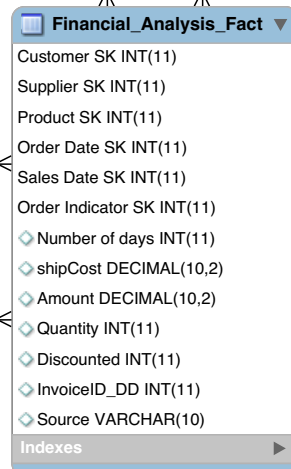 Financial_Analysis_Fact
Customer SK INT(11)
Supplier SK INT(11)
Product SK INT(11)
Order Date SK INT(11)
Sales Date SK INT(11)
Order Indicator SK INT(11)
Number of days INT(11)
shipCost DECIMAL(10,2)
Amount DECIMAL(10,2)
Quantity INT(11)
Discounted INT(11)
InvoiceID_DD INT(11)
Source VARCHAR(10)
Indexes